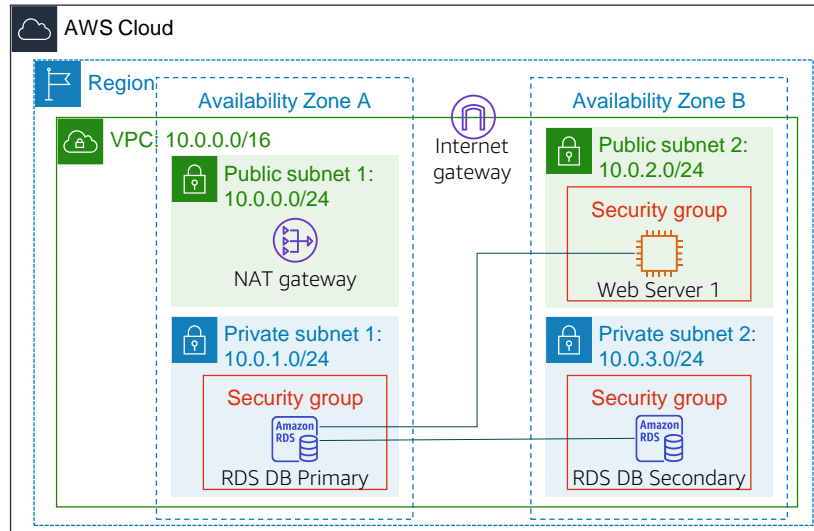 AWS Cloud
Region
Availability Zone A
Availability Zone B
VPC: 10.0.0.0/16
Internet
gateway
Public subnet 1:
10.0.0.0/24
NAT gateway
Public subnet 2:
10.0.2.0/24
Security group
Web Server 1
Private subnet 1:
10.0.1.0/24
Security group
Amazon
RDS
RDS DB Primary
Private subnet 2:
10.0.3.0/24
Security group
Amazon
RDS
RDS DB Secondary